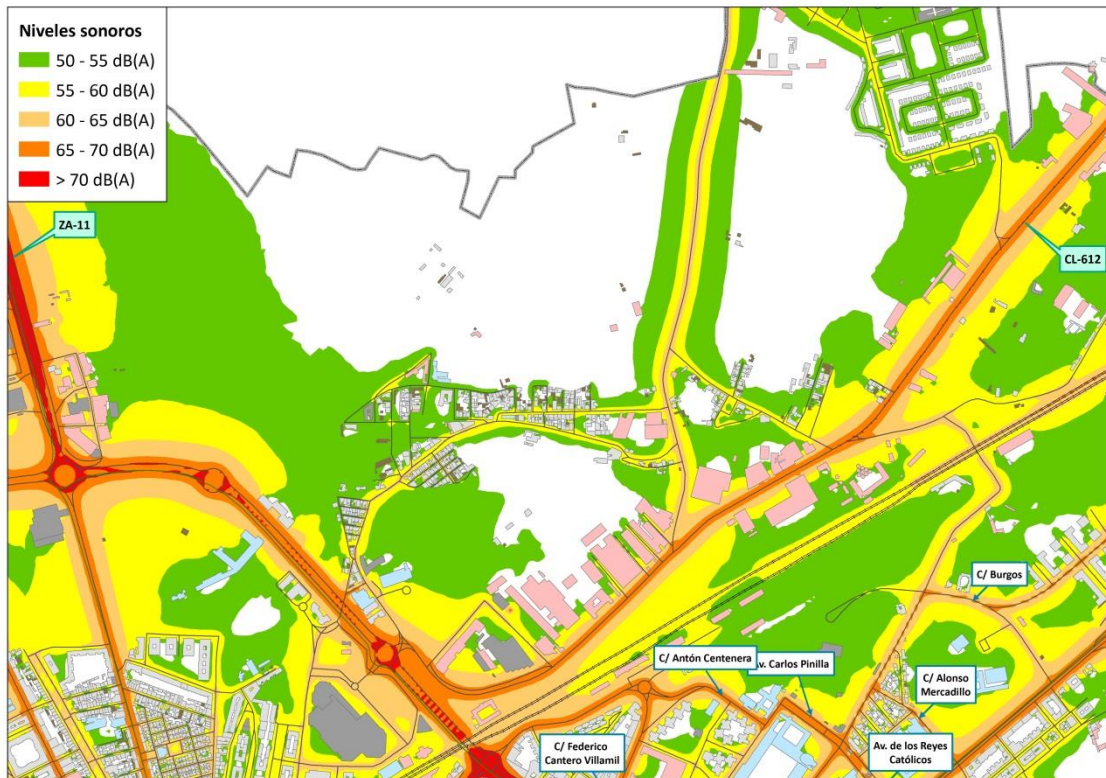 Niveles sonoros
50 - 55 dB(A)
55 - 60 dB(A)
60 - 65 dB(A)
65 - 70 dB(A)
> 70 dB(A)
ZA-11
CL-612
C/ Burgos
C/ Antón Centenera
Av. Carlos Pinilla
C/ Alonso
Mercadillo
C/ Federico
Cantero Villamil
Av. de los Reyes
Católicos